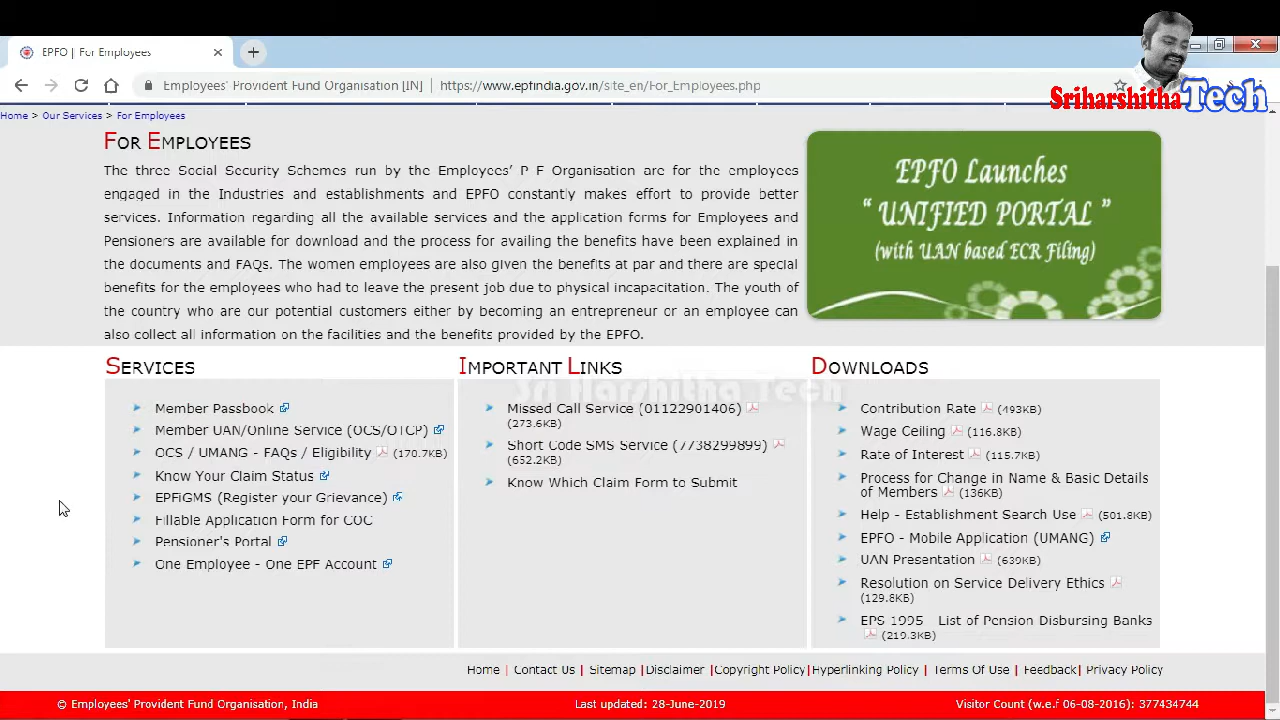 EPFO | For Employees
SriharshithaTech
Employees' Provident Fund Organisation [IN] | https://www.epfindia.gov.in/site_en/For_Employees.php
Home > Our Services > For Employees
FOR EMPLOYEES
The three Social Security Schemes run by the Employees' P F Organisation are for the employees
engaged in the Industries and establishments and EPFO constantly makes effort to provide better
services. Information regarding all the available services and the application forms for Employees and
Pensioners are available for download and the process for availing the benefits have been explained in
the documents and FAQs. The women employees are also given the benefits at par and there are special
benefits for the employees who had to leave the present job due to physical incapacitation. The youth of
the country who are our potential customers either by becoming an entrepreneur or an employee can
also collect all information on the facilities and the benefits provided by the EPFO.
EPFO Launches
“ UNIFIED PORTAL ”
(with UAN based ECR Filing)
SERVICES
Member Passbook
Member UAN/Online Service (OCS/OTCP)
OCS / UMANG - FAQs / Eligibility (170.7KB)
Know Your Claim Status
EPFiGMS (Register your Grievance)
Fillable Application Form for COC
Pensioner's Portal
One Employee - One EPF Account
IMPORTANT LINKS
Sri Harshitha Tech
Missed Call Service (01122901406)
(273.6KB)
Short Code SMS Service (7738299899)
(652.2KB)
Know Which Claim Form to Submit
DOWNLOADS
Contribution Rate (493KB)
Wage Ceiling (116.8KB)
Rate of Interest (115.7KB)
Process for Change in Name & Basic Details
of Members (136KB)
Help - Establishment Search Use (501.8KB)
EPFO - Mobile Application (UMANG)
UAN Presentation (639KB)
Resolution on Service Delivery Ethics
(129.8KB)
EPS 1995 - List of Pension Disbursing Banks
(219.3KB)
Home | Contact Us | Sitemap |Disclaimer |Copyright Policy|Hyperlinking Policy | Terms Of Use | Feedback| Privacy Policy
© Employees' Provident Fund Organisation, India
Last updated: 28-June-2019
Visitor Count (w.e.f 06-08-2016): 377434744